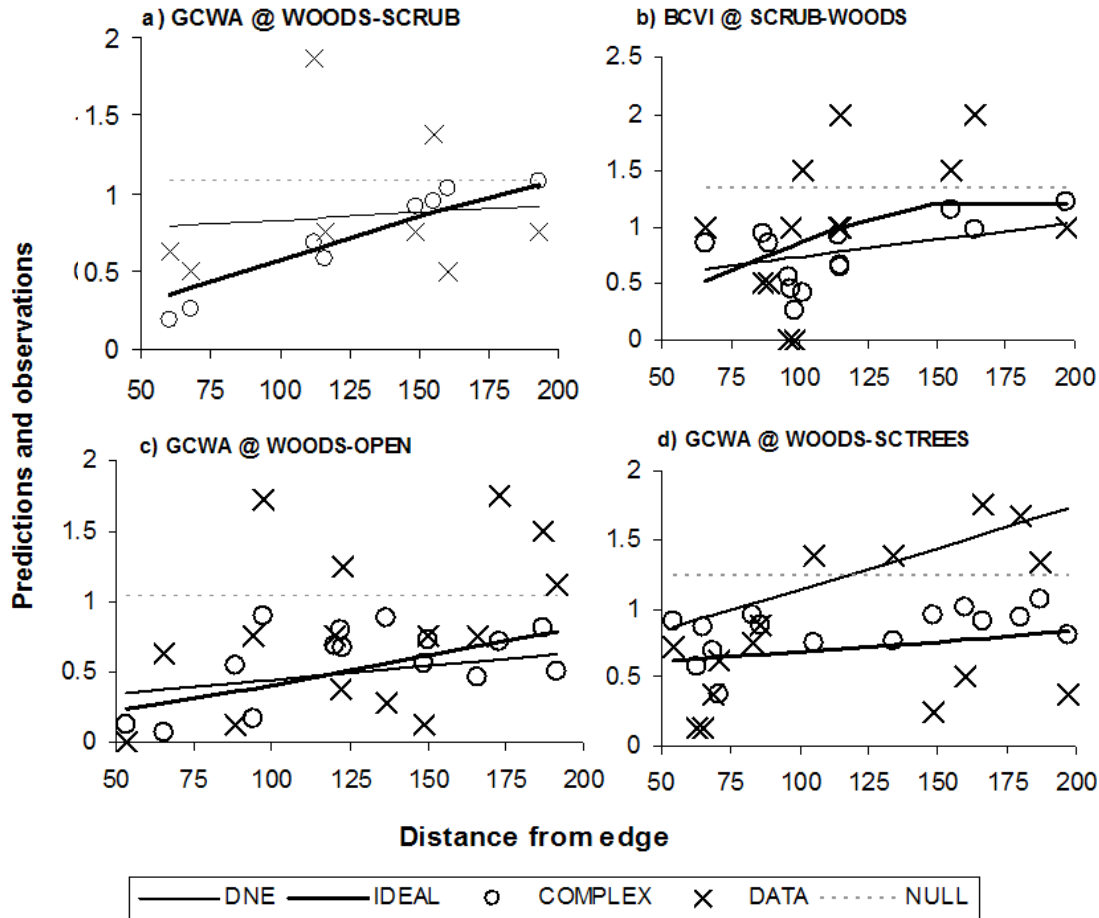 a) GCWA @ WOODS-SCRUB
2
1.5
1
0.5
0
50 75 100 125 150 175 200
b) BCVI @ SCRUB-WOODS
2.5
2
1.5
1
0.5
0
50 75 100 125 150 175 200
Predictions and observations
c) GCWA @ WOODS-OPEN
2
1.5
1
0.5
0
50 75 100 125 150 175 200
d) GCWA @ WOODS-SCTREES
2
1.5
1
0.5
0
50 75 100 125 150 175 200
Distance from edge
DNE IDEAL COMPLEX DATA NULL